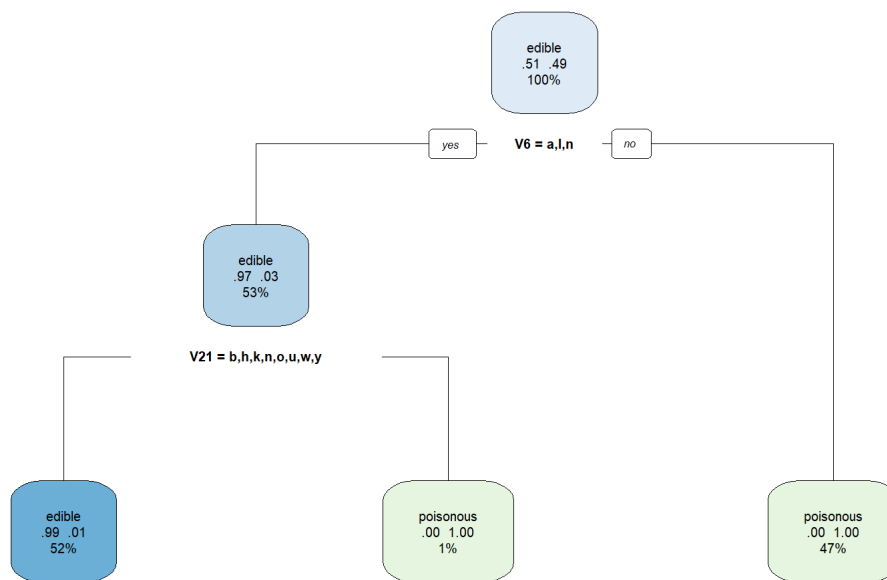 edible
.51 .49
100%
yes
V6 = a,l,n
no
edible
.97 .03
53%
V21 = b,h,k,n,o,u,w,y
edible
.99 .01
52%
poisonous
.00 1.00
1%
poisonous
.00 1.00
47%